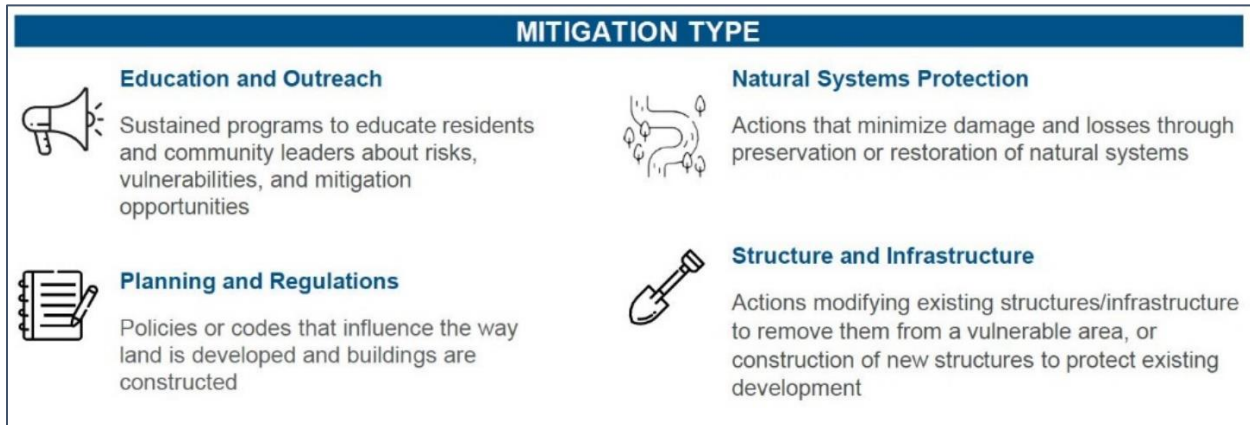 MITIGATION TYPE
Education and Outreach
Sustained programs to educate residents
and community leaders about risks,
vulnerabilities, and mitigation
opportunities
Planning and Regulations
Policies or codes that influence the way
land is developed and buildings are
constructed
Natural Systems Protection
Actions that minimize damage and losses through
preservation or restoration of natural systems
Structure and Infrastructure
Actions modifying existing structures/infrastructure
to remove them from a vulnerable area, or
construction of new structures to protect existing
development